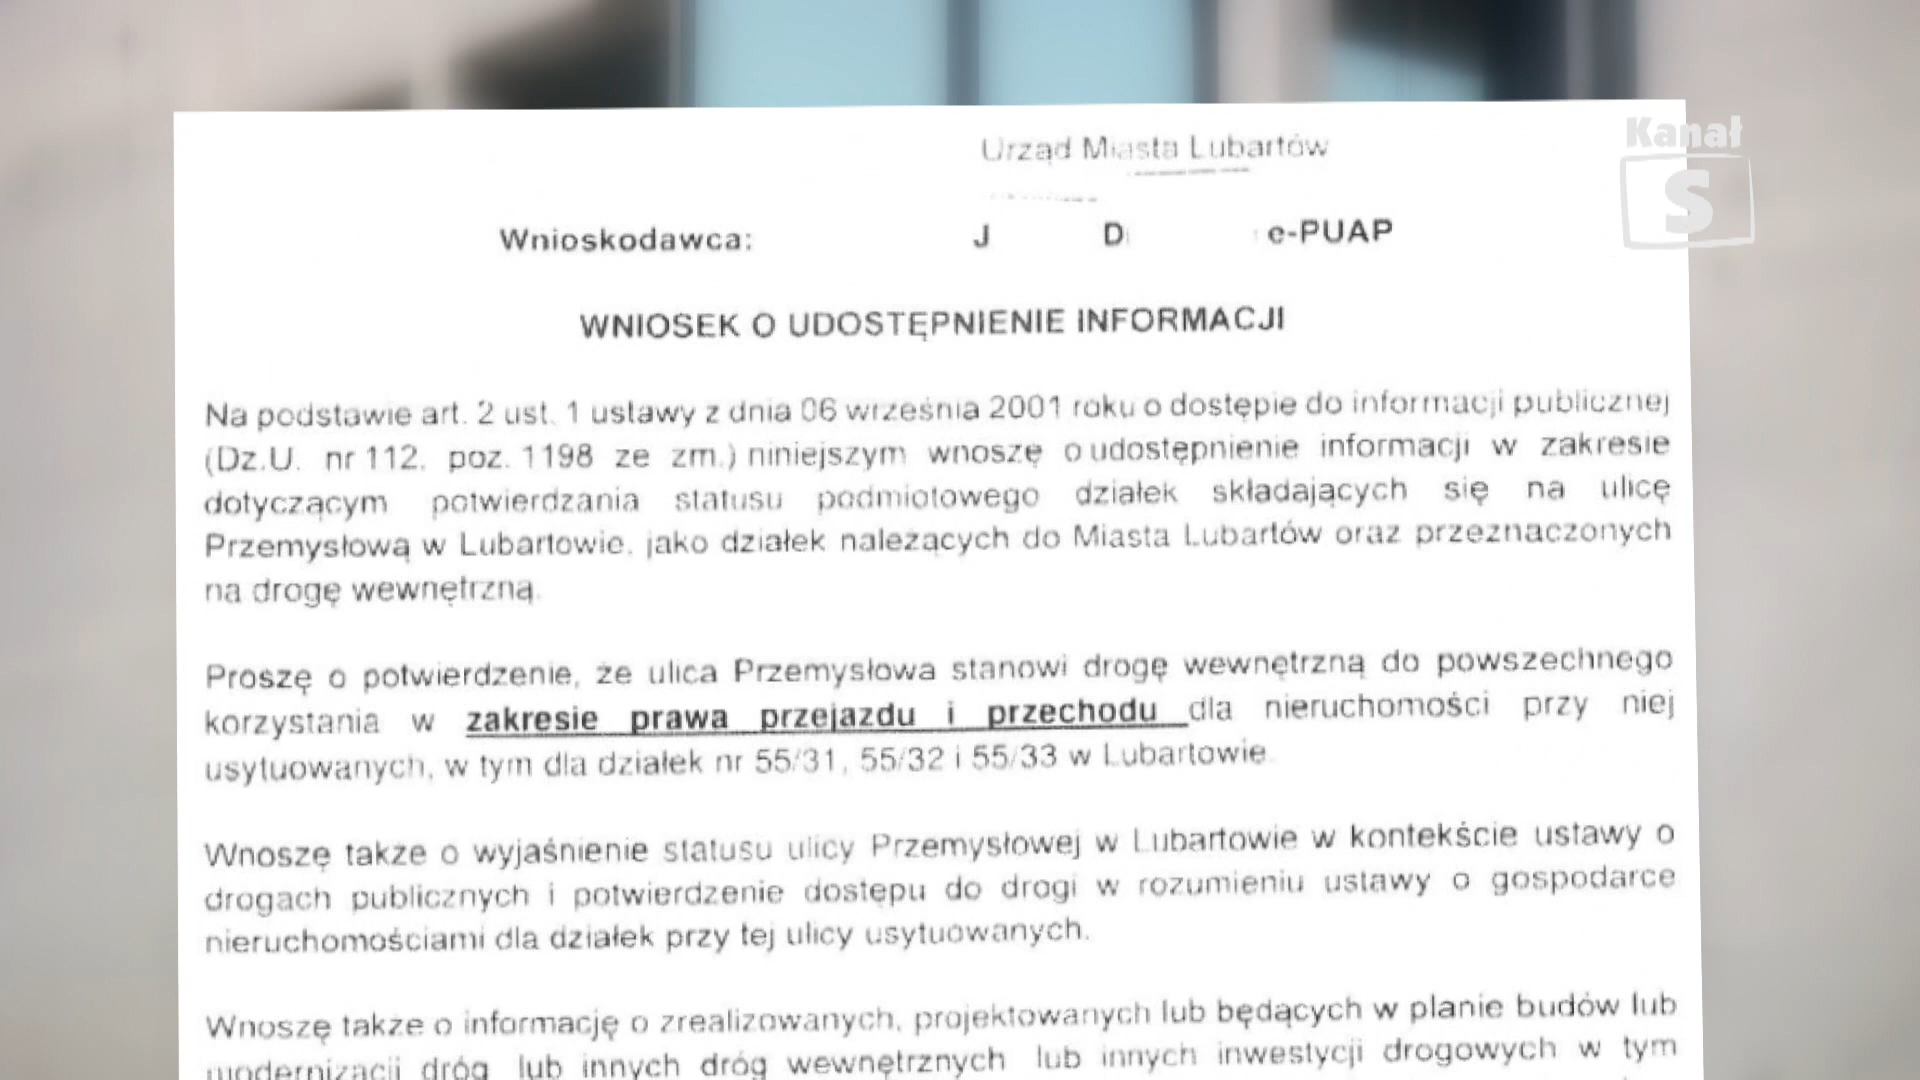 Urząd Miasta Lubartów
Kanał
S
Wnioskodawca: J D e-PUAP
WNIOSEK O UDOSTĘPNIENIE INFORMACJI
Na podstawie art. 2 ust. 1 ustawy z dnia 06 września 2001 roku o dostępie do informacji publicznej
(Dz.U. nr 112, poz. 1198 ze zm.) niniejszym wnoszę o udostępnienie informacji w zakresie
dotyczącym potwierdzania statusu podmiotowego działek składających się na ulicę
Przemysłową w Lubartowie, jako działek należących do Miasta Lubartów oraz przeznaczonych
na drogę wewnętrzną.
Proszę o potwierdzenie, że ulica Przemysłowa stanowi drogę wewnętrzną do powszechnego
korzystania w zakresie prawa przejazdu i przechodu dla nieruchomości przy niej
usytuowanych, w tym dla działek nr 55/31, 55/32 i 55/33 w Lubartowie.
Wnoszę także o wyjaśnienie statusu ulicy Przemysłowej w Lubartowie w kontekście ustawy o
drogach publicznych i potwierdzenie dostępu do drogi w rozumieniu ustawy o gospodarce
nieruchomościami dla działek przy tej ulicy usytuowanych.
Wnoszę także o informację o zrealizowanych, projektowanych lub będących w planie budów lub
modernizacji dróg lub innych dróg wewnętrznych lub innych inwestycji drogowych w tym